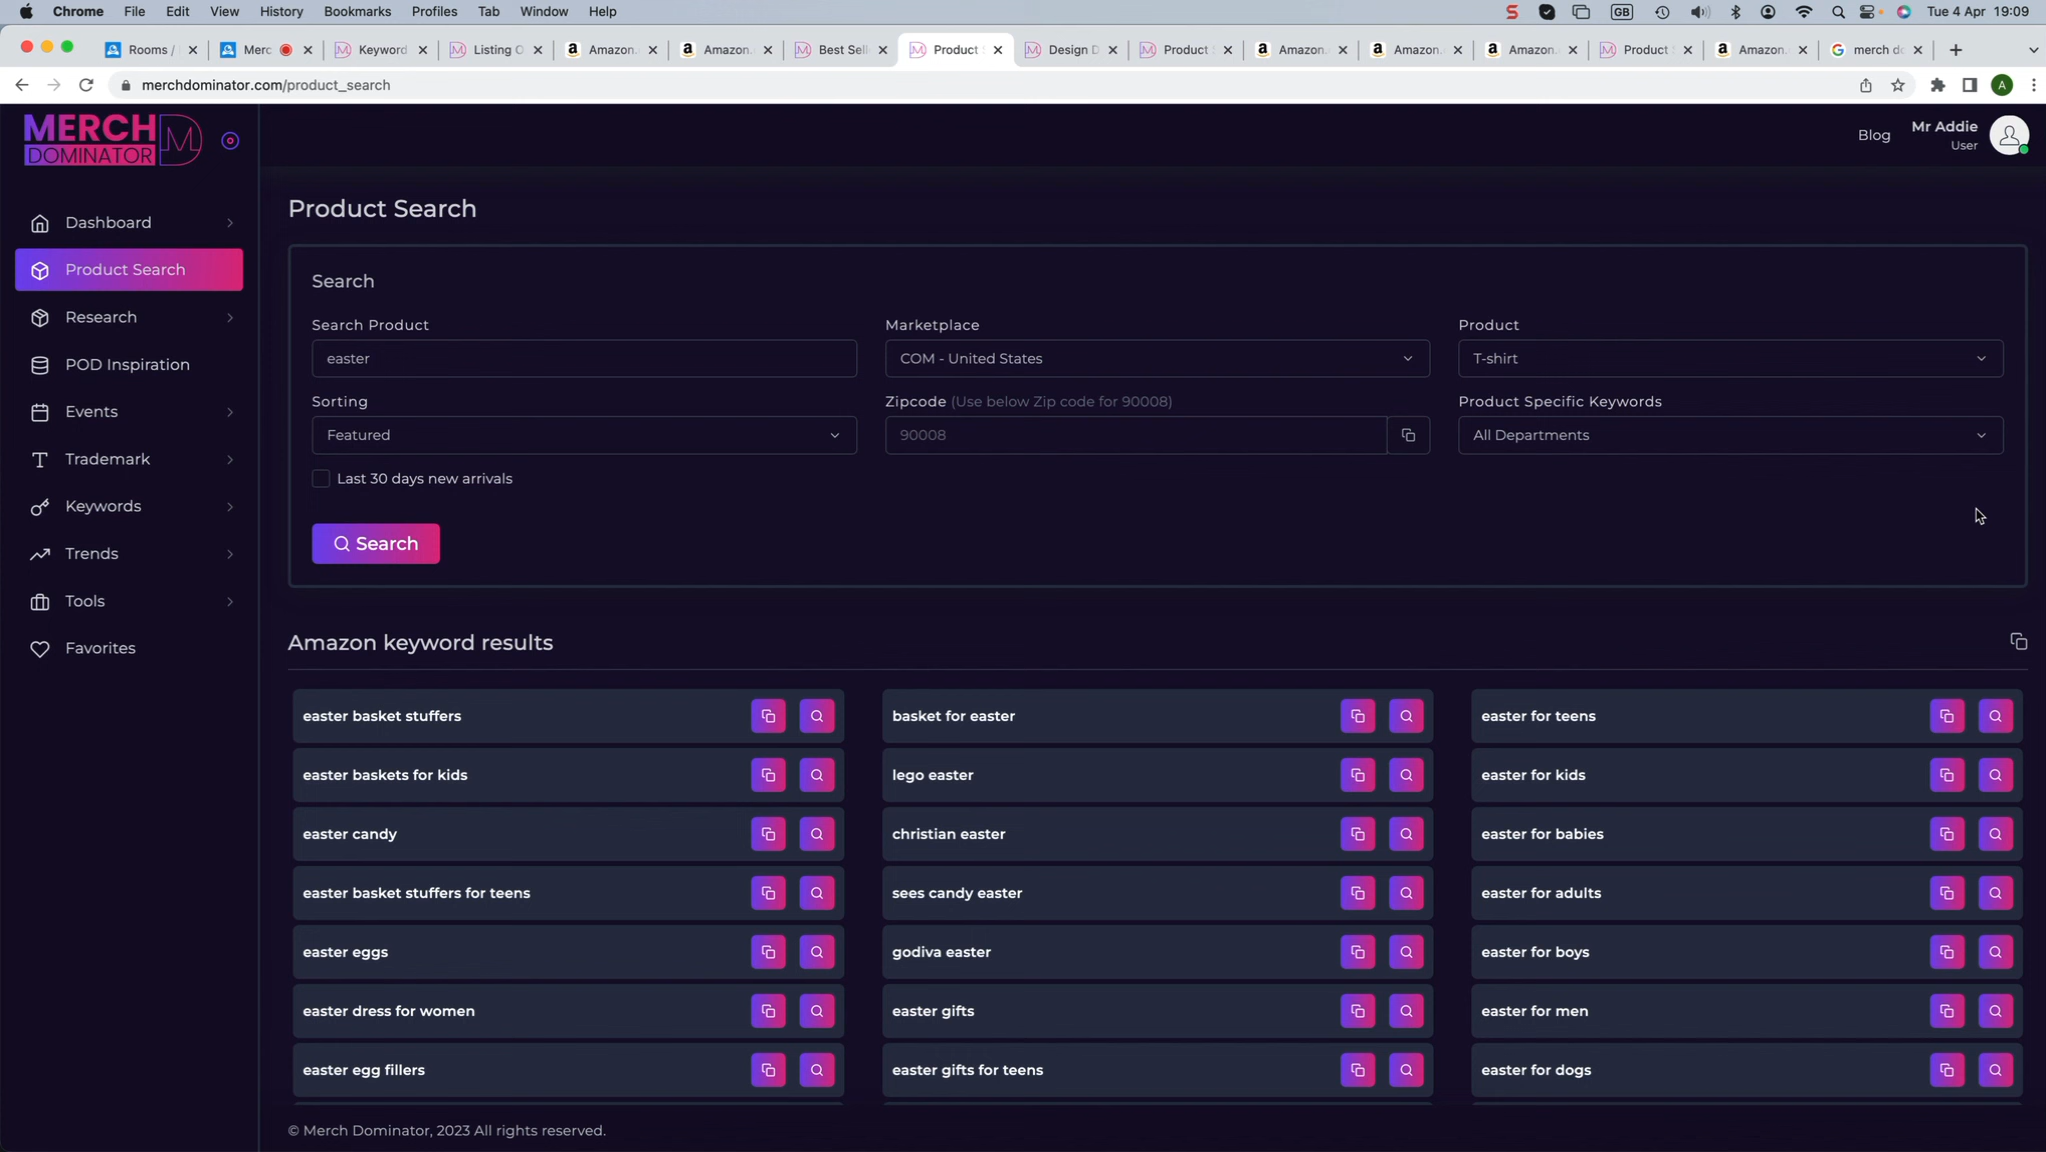 Chrome File Edit View History Bookmarks Profiles Tab Window Help GB Tue 4 Apr 19:09
Rooms / Merc Keyword Listing O Amazon. Amazon. Best Sell Product Design D Product Amazon. Amazon. Amazon. Product Amazon. merch do
merchdominator.com/product_search A
MERCH
DOMINATOR
Blog
Mr Addie
User
Dashboard
Product Search
Research
POD Inspiration
Events
Trademark
Keywords
Trends
Tools
Favorites
Product Search
Search
Search Product Marketplace Product
easter COM - United States T-shirt
Sorting Zipcode (Use below Zip code for 90008) Product Specific Keywords
Featured 90008 All Departments
Last 30 days new arrivals
Search
Amazon keyword results
easter basket stuffers basket for easter easter for teens
easter baskets for kids lego easter easter for kids
easter candy christian easter easter for babies
easter basket stuffers for teens sees candy easter easter for adults
easter eggs godiva easter easter for boys
easter dress for women easter gifts easter for men
easter egg fillers easter gifts for teens easter for dogs
© Merch Dominator, 2023 All rights reserved.